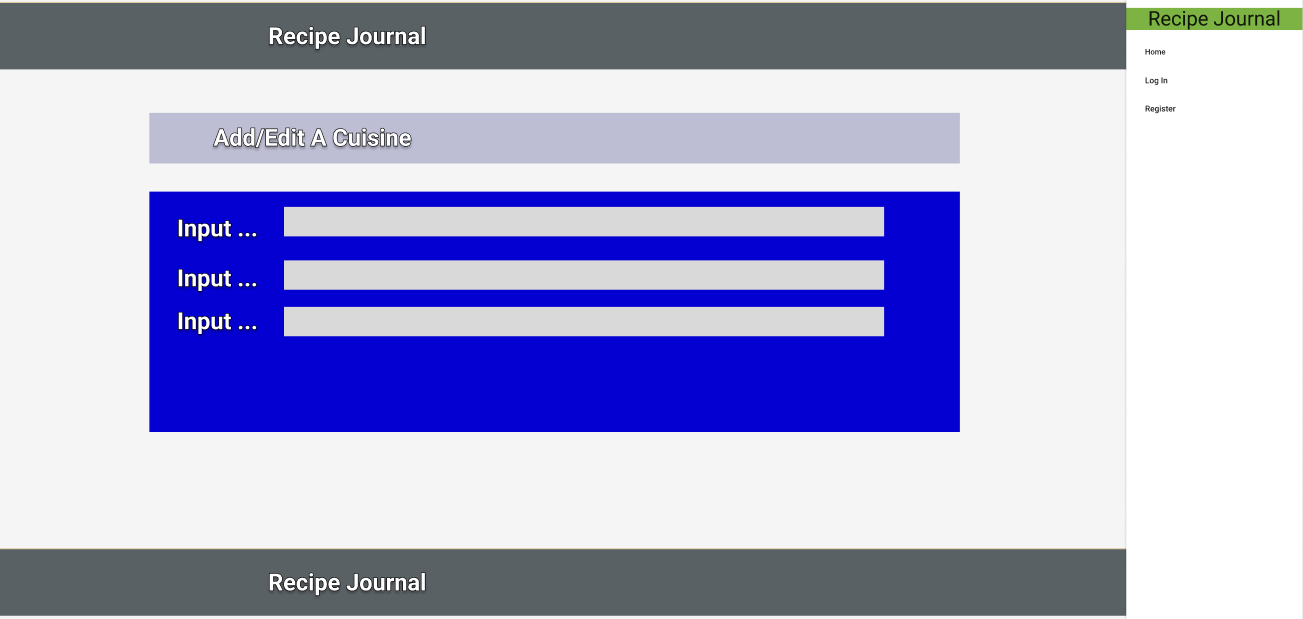 Recipe Journal
Add/Edit A Cuisine
Input ...
Input ...
Input ...
Recipe Journal
Recipe Journal
Home
Log In
Register